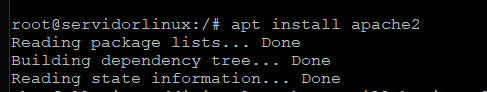 root@servidorlinux:/# apt install apache2
Reading package lists... Done
Building dependency tree... Done
Reading state information... Done